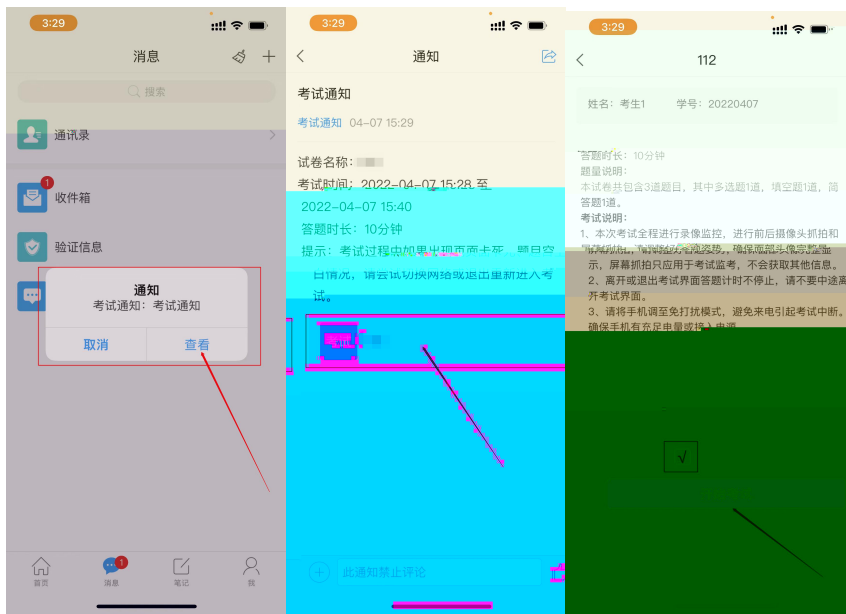 3:29
消息
搜索
通讯录
1
收件箱
验证信息
通知
考试通知：考试通知
取消
查看
首页
1
消息
笔记
我
3:29
通知
考试通知
考试通知 04-07 15:29
试卷名称：
考试时间：2022-04-07 15:28 至
2022-04-07 15:40
答题时长：10分钟
提示：考试过程中如果出现页面卡死、题目空
白情况，请尝试切换网络或退出重新进入考
试。
考试
此通知禁止评论
3:29
112
姓名：考生1 学号：20220407
答题时长：10分钟
题量说明：
本试卷共包含3道题目，其中多选题1道，填空题1道，简
答题1道。
考试说明：
1、本次考试全程进行录像监控，进行前后摄像头抓拍和
确保面部头像完整显
示，屏幕抓拍只应用于考试监考，不会获取其他信息。
2、离开或退出考试界面答题计时不停止，请不要中途离
开考试界面。
3、请将手机调至免打扰模式，避免来电引起考试中断。
确保手机有充足电量或接入电源
√